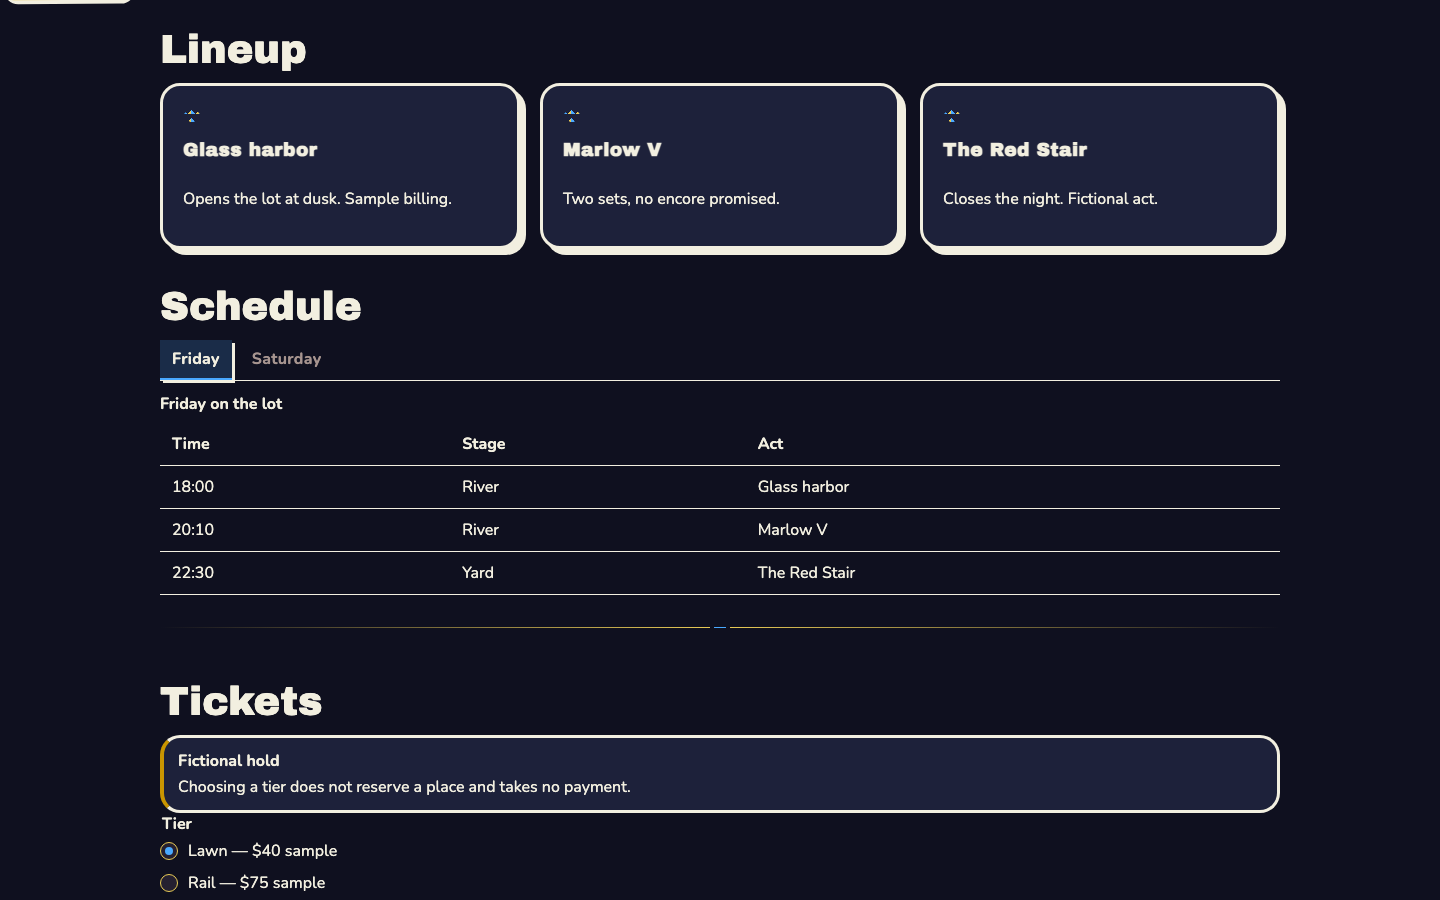 Lineup
Glass harbor
Opens the lot at dusk. Sample billing.
Marlow V
Two sets, no encore promised.
The Red Stair
Closes the night. Fictional act.
Schedule
Friday Saturday
Friday on the lot
Time Stage Act
18:00 River Glass harbor
20:10 River Marlow V
22:30 Yard The Red Stair
Tickets
Fictional hold
Choosing a tier does not reserve a place and takes no payment.
Tier
Lawn — $40 sample
Rail — $75 sample